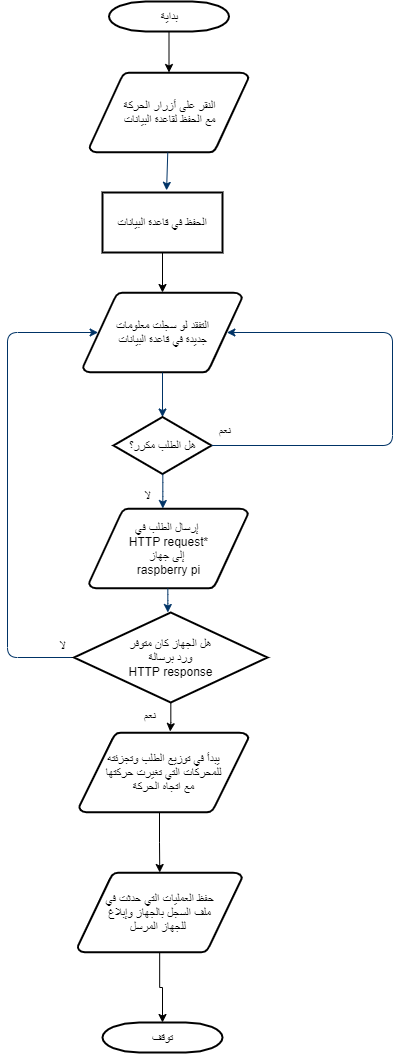 بداية
النقر على أزرار الحركة
مع الحفظ لقاعدة البيانات
الحفظ في قاعدة البيانات
التفقد لو سجلت معلومات
جديدة في قاعدة البيانات
هل الطلب مكرر؟
نعم
لا
إرسال الطلب في
HTTP request*
إلى جهاز
raspberry pi
هل الجهاز كان متوفر
ورد برسالة
HTTP response
لا
نعم
يبدأ في توزيع الطلب وتجزئته
للمحركات التي تغيرت حركتها
مع اتجاه الحركة
حفظ العمليات التي حدثت في
ملف السجل بالجهاز وإبلاغ
للجهاز المرسل
توقف